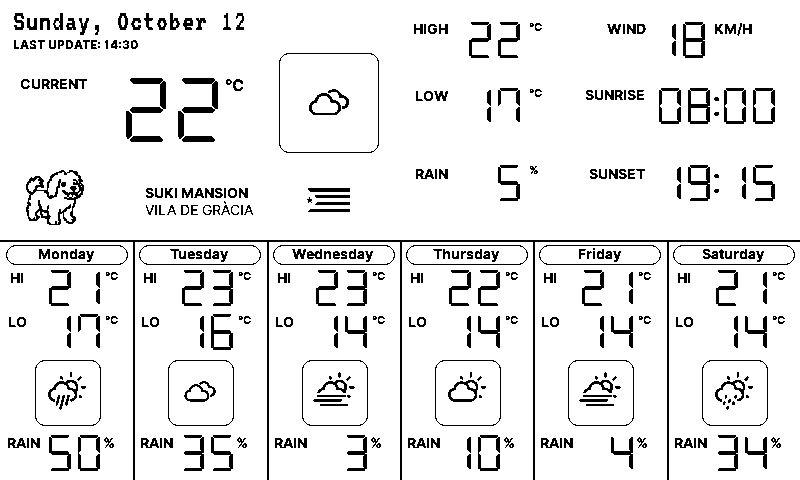 Sunday, October 12
LAST UPDATE: 14:30
CURRENT 22 °C
HIGH 22 °C
WIND 18 KM/H
LOW 17 °C
SUNRISE 08:00
RAIN 5 %
SUNSET 19:15
SUKI MANSION
VILA DE GRÀCIA
Monday
HI 21 °C
LO 17 °C
RAIN 50 %
Tuesday
HI 23 °C
LO 16 °C
RAIN 35 %
Wednesday
HI 23 °C
LO 14 °C
RAIN 3 %
Thursday
HI 22 °C
LO 14 °C
RAIN 10 %
Friday
HI 21 °C
LO 14 °C
RAIN 4 %
Saturday
HI 21 °C
LO 14 °C
RAIN 34 %